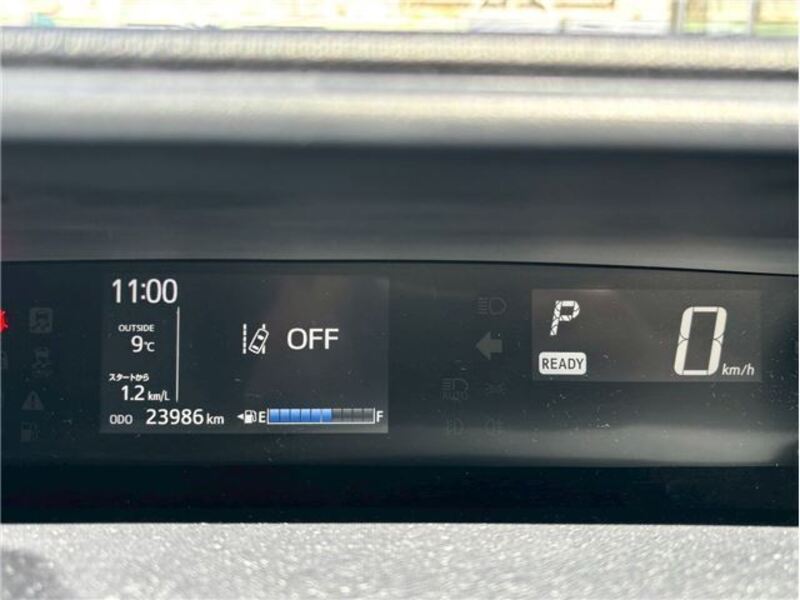 11:00
OUTSIDE
9℃
OFF
スタートから
1.2 km/L
ODO 23986 km
E F
P
READY
0 km/h
AUTO